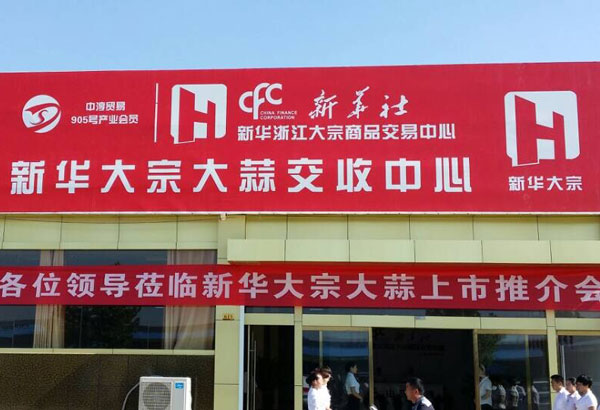 中淳贸易
905号产业会员
cfc
CHINA FINANCE
CORPORATION
新华社
新华浙江大宗商品交易中心
新华大宗
新华大宗大蒜交收中心
各位领导莅临新华大宗大蒜上市推介会